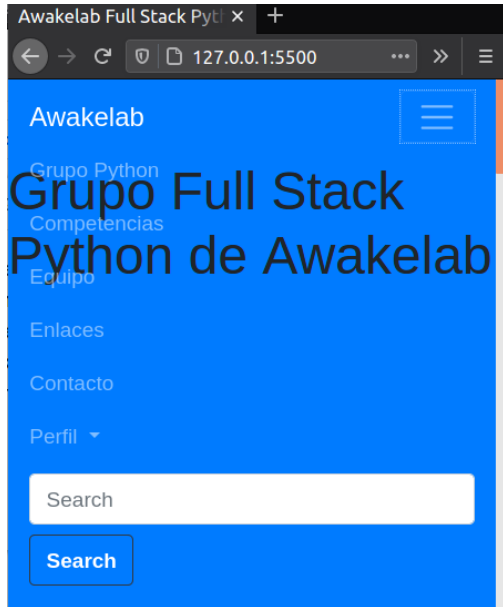 Awakelab Full Stack Pyt
127.0.0.1:5500
Awakelab
Grupo Python
Grupo Full Stack
Competencias
Python de Awakelab
Equipo
Enlaces
Contacto
Perfil
Search
Search